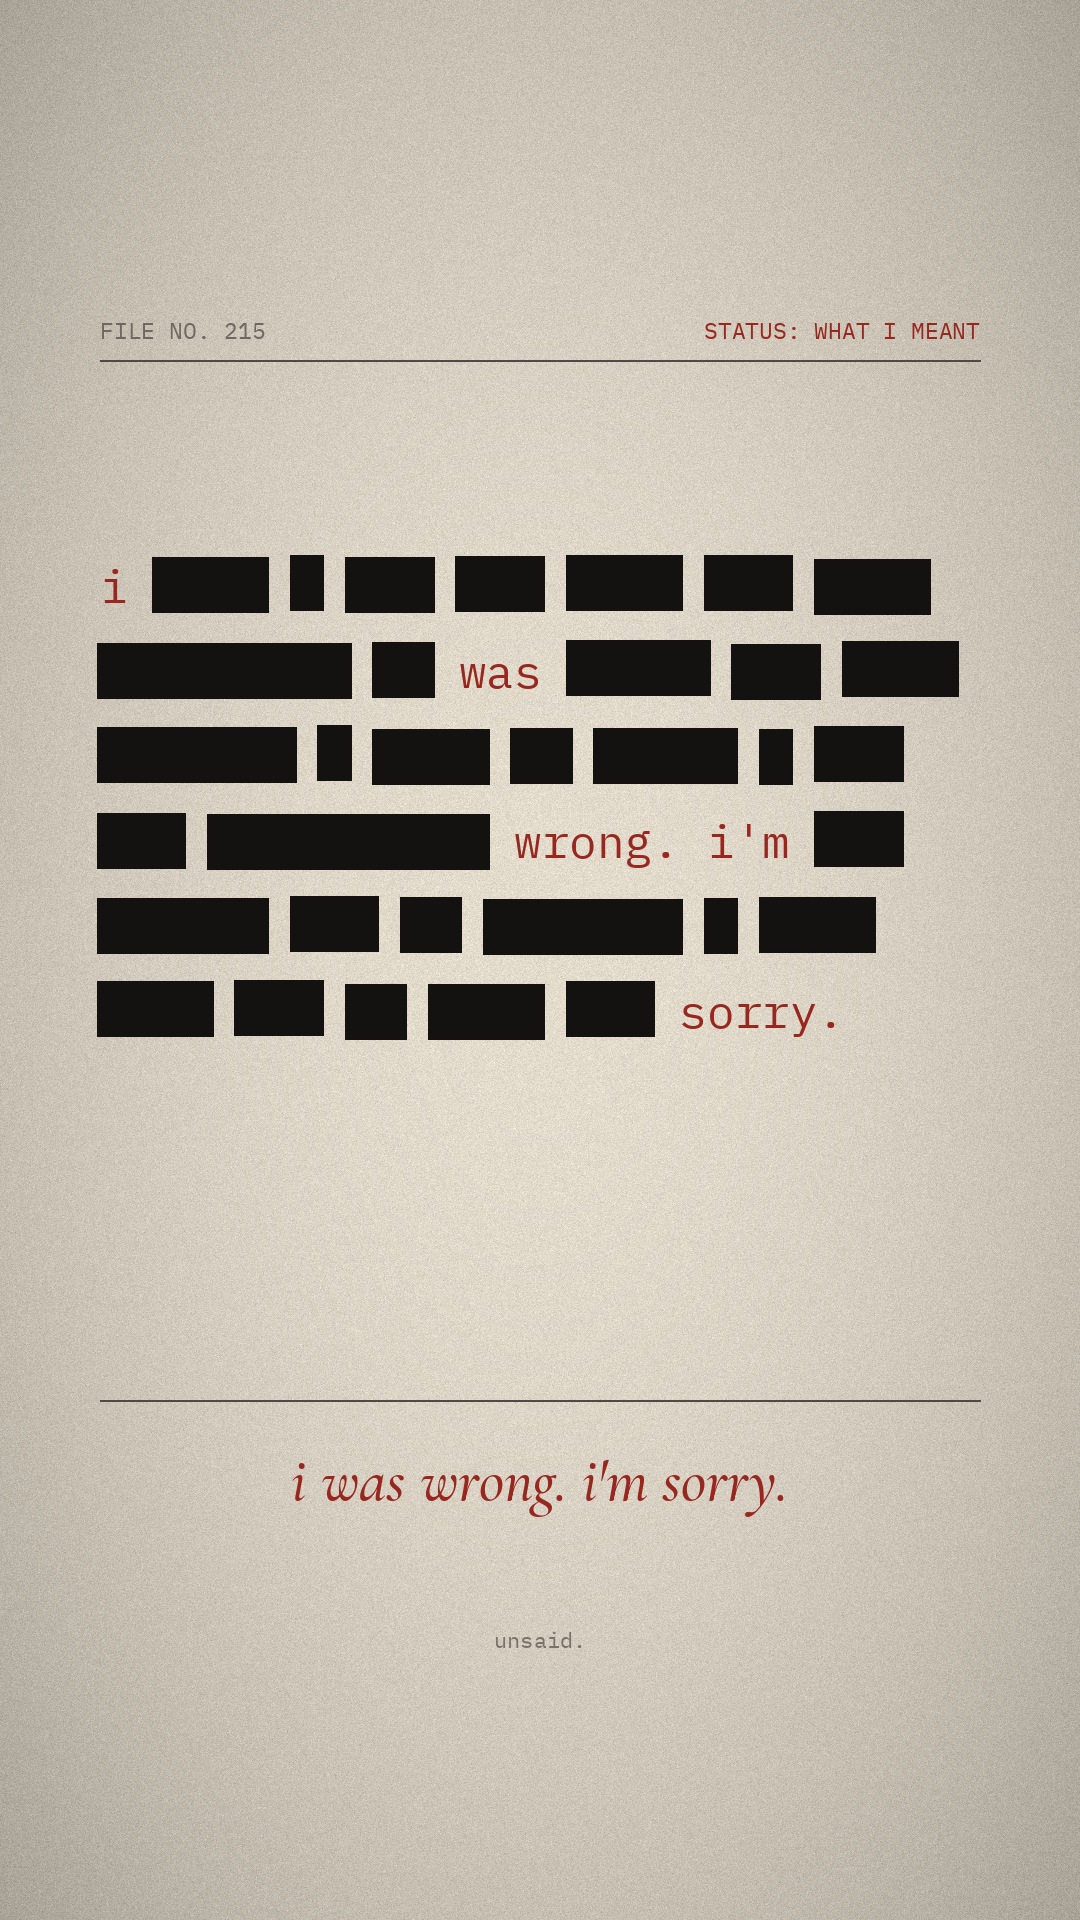 FILE NO. 215
STATUS: WHAT I MEANT
i
was
wrong. i'm
sorry.
i was wrong. i'm sorry.
unsaid.